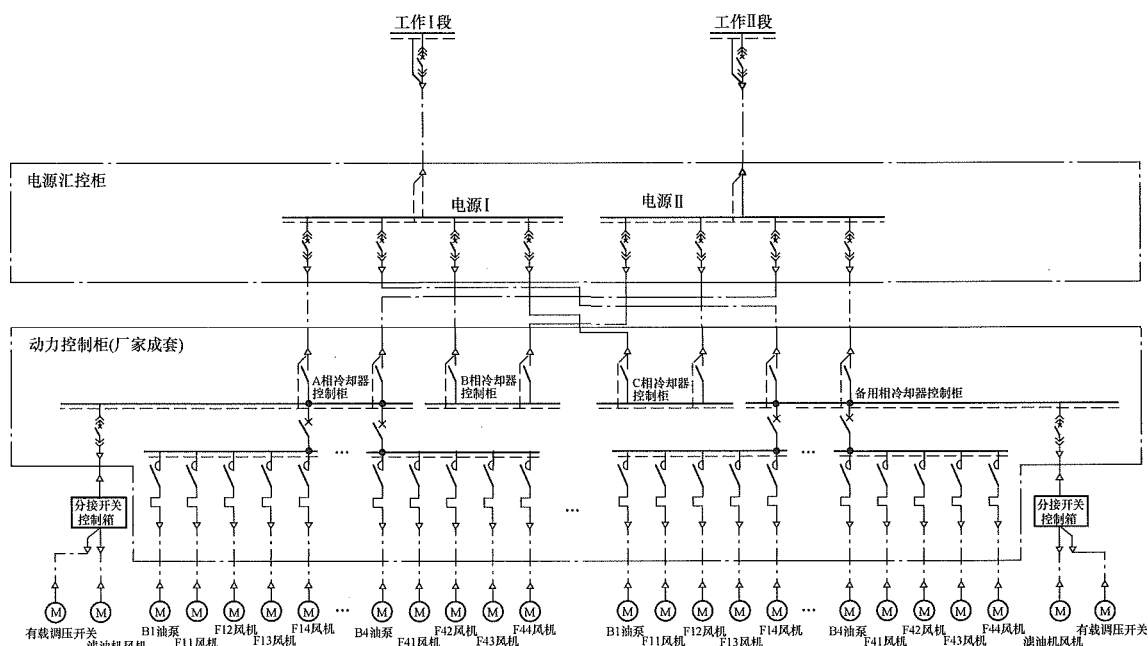 工作Ⅰ段
工作Ⅱ段
电源汇控柜
电源Ⅰ
电源Ⅱ
动力控制柜(厂家成套)
A相冷却器
控制柜
B相冷却器
控制柜
C相冷却器
控制柜
备用相冷却器控制柜
...
...
分接开关
控制箱
...
分接开关
控制箱
M M M M M M M M M M M M M M M M M M M M M M M M
... ...
有载调压开关
滤油机风机
B1油泵
F11风机
F12风机
F13风机
F14风机
B4油泵
F41风机
F42风机
F43风机
F44风机
B1油泵
F11风机
F12风机
F13风机
F14风机
B4油泵
F41风机
F42风机
F43风机
F44风机
滤油机风机
有载调压开关